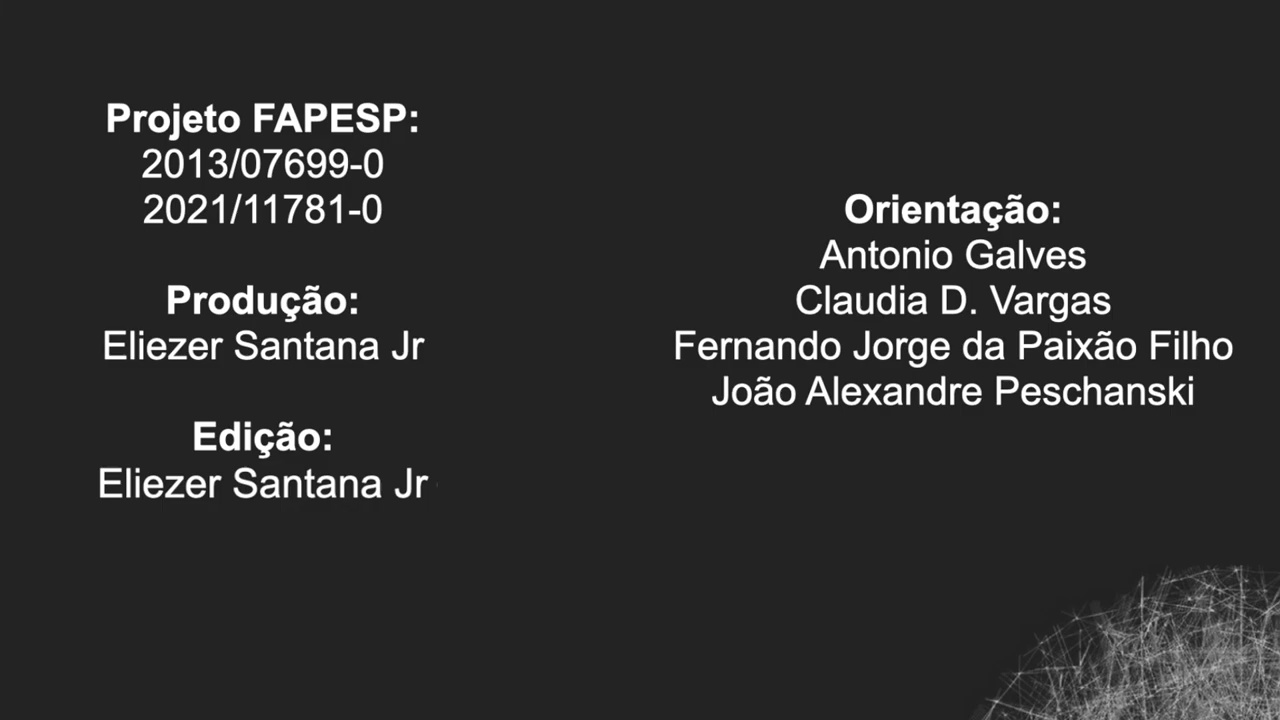 Projeto FAPESP:
2013/07699-0
2021/11781-0
Produção:
Eliezer Santana Jr
Edição:
Eliezer Santana Jr
Orientação:
Antonio Galves
Claudia D. Vargas
Fernando Jorge da Paixão Filho
João Alexandre Peschanski